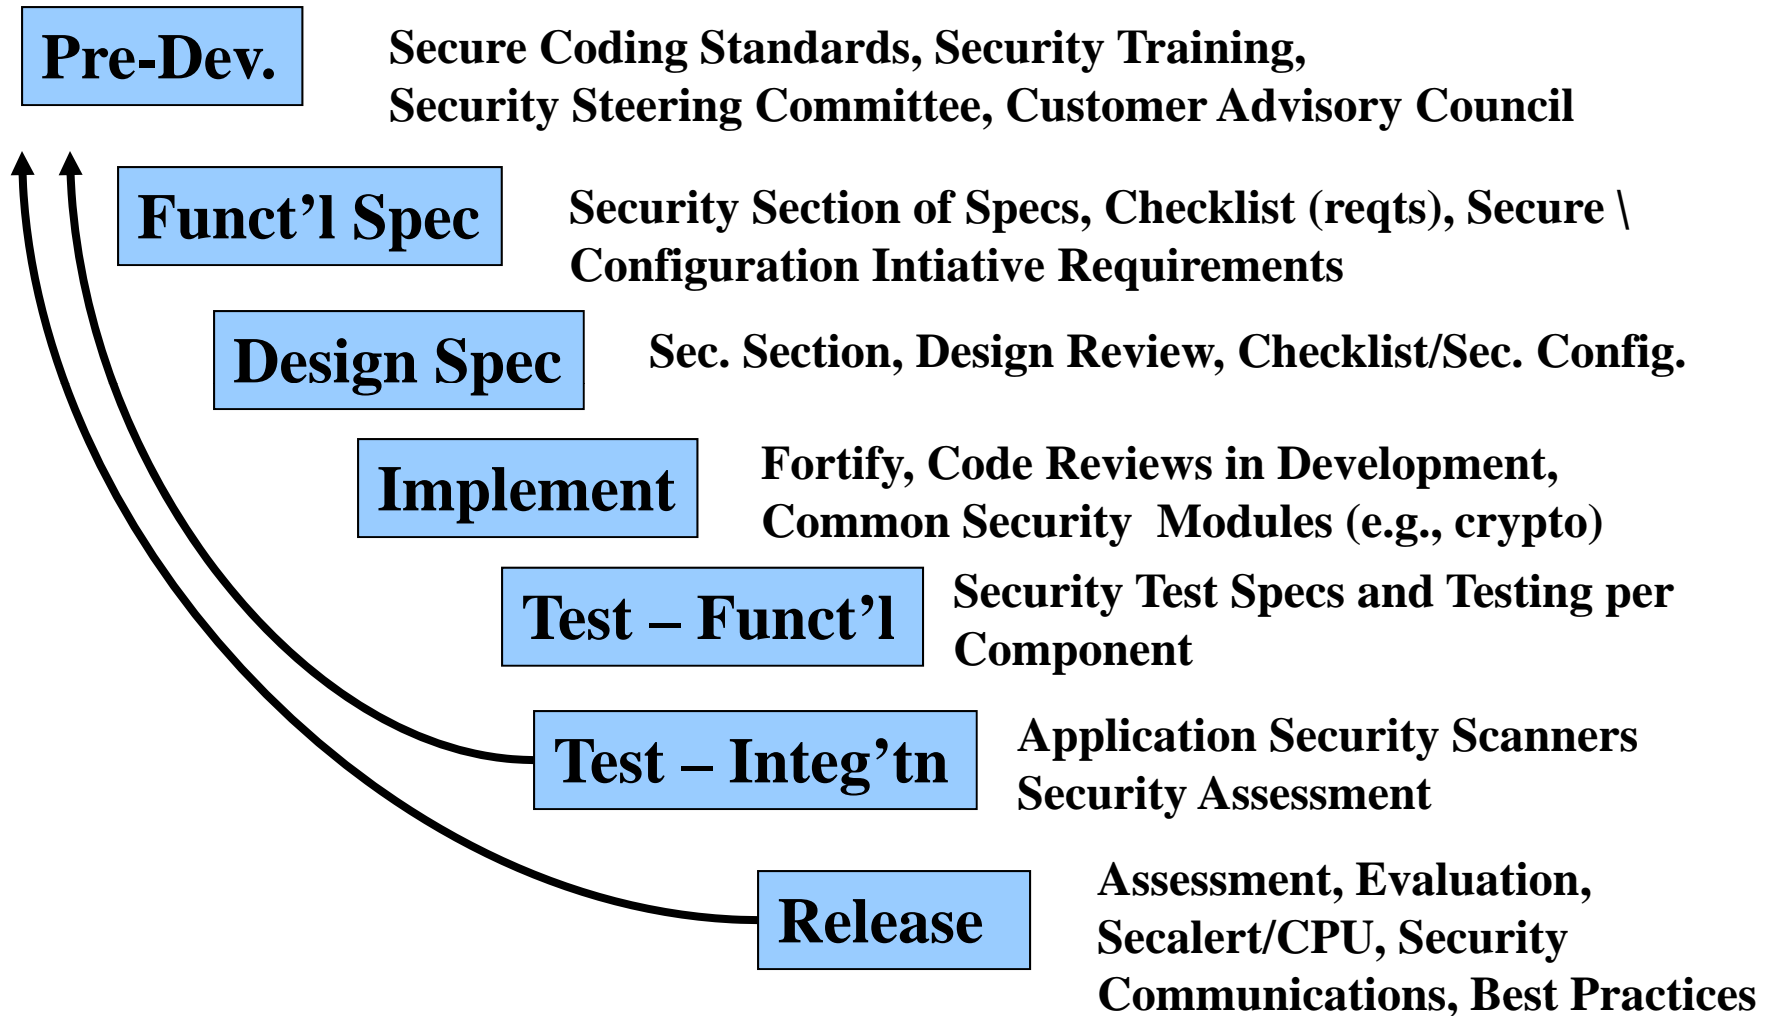 Pre-Dev.
Secure Coding Standards, Security Training,
Security Steering Committee, Customer Advisory Council
Funct’l Spec
Security Section of Specs, Checklist (reqts), Secure \
Configuration Intiative Requirements
Design Spec
Sec. Section, Design Review, Checklist/Sec. Config.
Implement
Fortify, Code Reviews in Development,
Common Security Modules (e.g., crypto)
Test – Funct’l
Security Test Specs and Testing per
Component
Test – Integ’tn
Application Security Scanners
Security Assessment
Release
Assessment, Evaluation,
Secalert/CPU, Security
Communications, Best Practices